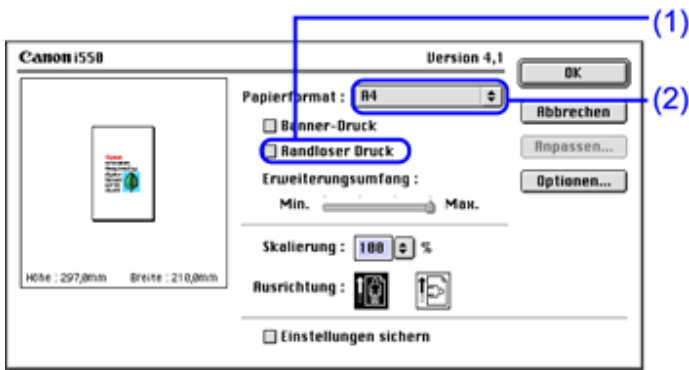 (1)
Canon i550 Version 4,1
OK
Papierformat : A4
(2)
Abbrechen
Banner-Druck
Randloser Druck
Anpassen...
Erweiterungsumfang :
Optionen...
Min. Max.
Skalierung : 100 %
Höhe : 297,0mm Breite : 210,0mm
Ausrichtung :
Einstellungen sichern